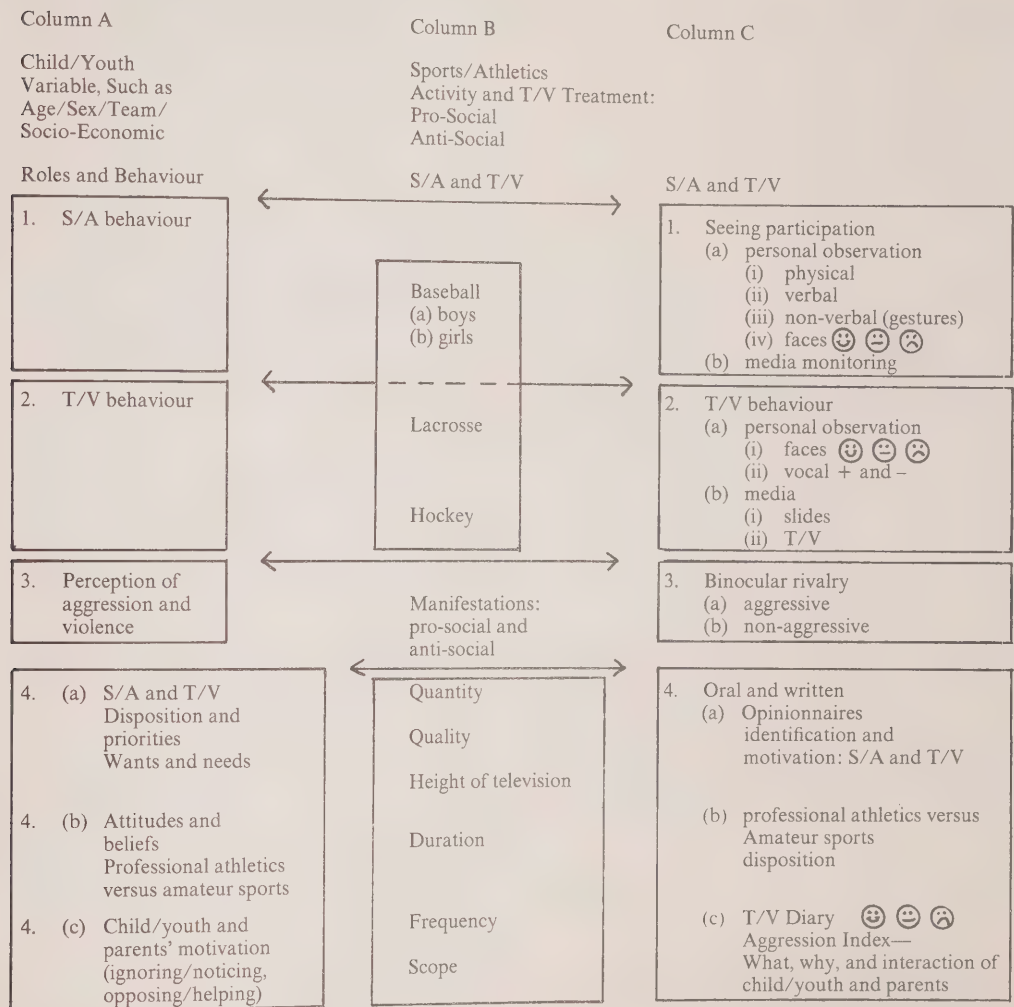 Column A
Child/Youth
Variable, Such as
Age/Sex/Team/
Socio-Economic
Roles and Behaviour
1. S/A behaviour
2. T/V behaviour
3. Perception of
aggression and
violence
4. (a) S/A and T/V
Disposition and
priorities
Wants and needs
4. (b) Attitudes and
beliefs
Professional athletics
versus amateur sports
4. (c) Child/youth and
parents' motivation
(ignoring/noticing,
opposing/helping)
Column B
Sports/Athletics
Activity and T/V Treatment:
Pro-Social
Anti-Social
S/A and T/V
Baseball
(a) boys
(b) girls
Lacrosse
Hockey
Manifestations:
pro-social and
anti-social
Quantity
Quality
Height of television
Duration
Frequency
Scope
Column C
S/A and T/V
1. Seeing participation
(a) personal observation
(i) physical
(ii) verbal
(iii) non-verbal (gestures)
(iv) faces
(b) media monitoring
2. T/V behaviour
(a) personal observation
(i) faces
(ii) vocal + and –
(b) media
(i) slides
(ii) T/V
3. Binocular rivalry
(a) aggressive
(b) non-aggressive
4. Oral and written
(a) Opinionnaires
identification and
motivation: S/A and T/V
(b) professional athletics versus
Amateur sports
disposition
(c) T/V Diary
Aggression Index—
What, why, and interaction of
child/youth and parents